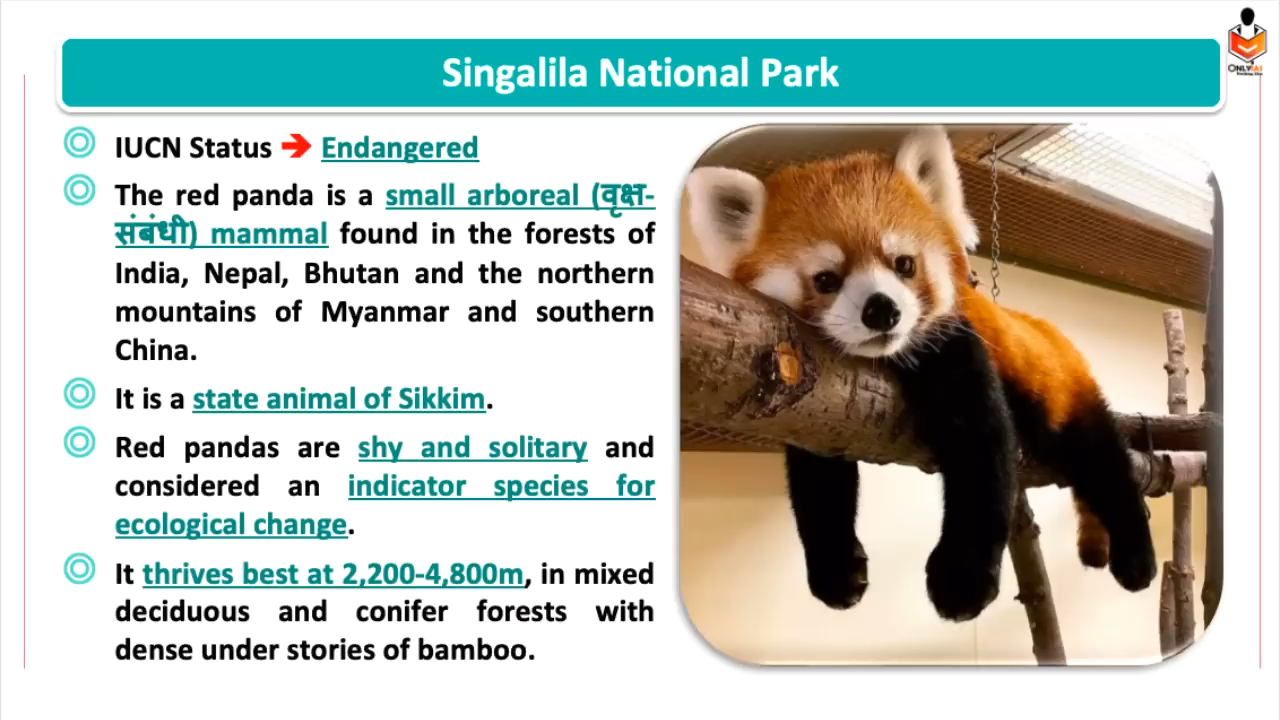 Singalila National Park
ONLYIAS
IUCN Status ➔ Endangered
The red panda is a small arboreal (वृक्ष-
संबंधी) mammal found in the forests of
India, Nepal, Bhutan and the northern
mountains of Myanmar and southern
China.
It is a state animal of Sikkim.
Red pandas are shy and solitary and
considered an indicator species for
ecological change.
It thrives best at 2,200-4,800m, in mixed
deciduous and conifer forests with
dense under stories of bamboo.